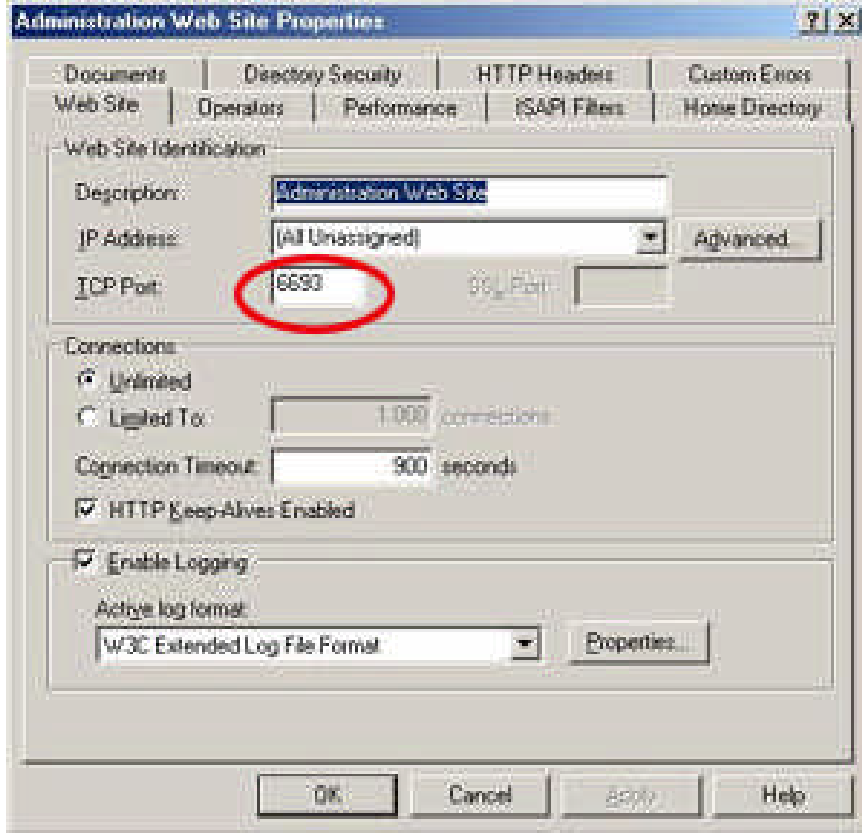 Administration Web Site Properties
Documents Directory Security HTTP Headers Custom Errors
Web Site Operators Performance ISAPI Filters Home Directory
Web Site Identification
Description: Administration Web Site
IP Address: (All Unassigned) Advanced...
TCP Port: 6693 SSL Port:
Connections
Unlimited
Limited To: 1,000 connections
Connection Timeout: 900 seconds
HTTP Keep-Alives Enabled
Enable Logging
Active log format:
W3C Extended Log File Format Properties...
OK Cancel Apply Help